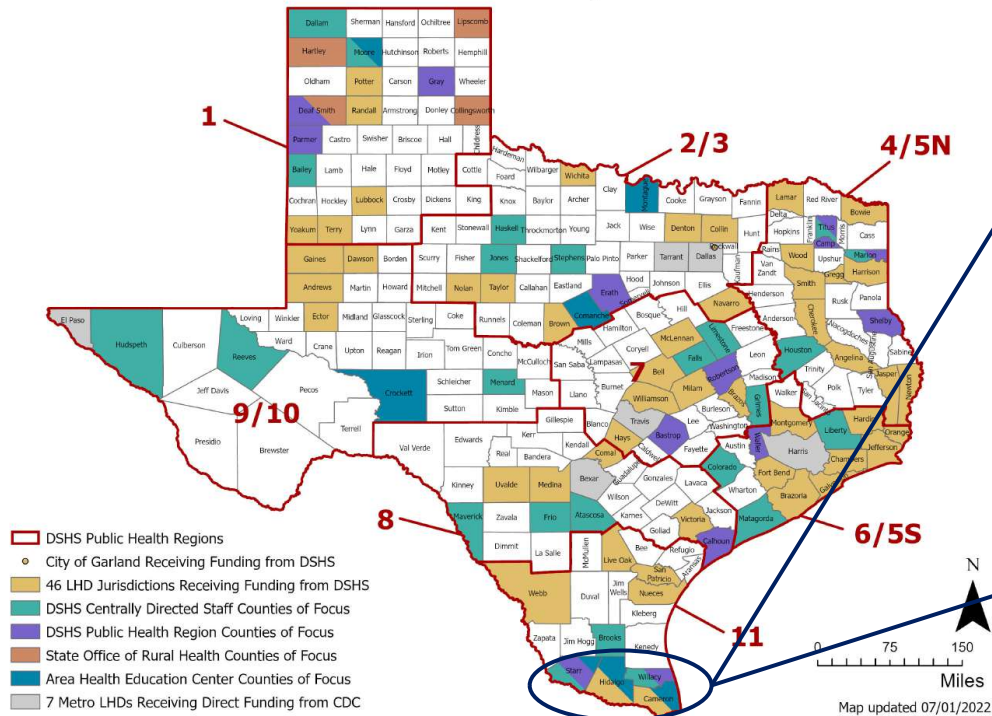 Dallam Sherman Hansford Ochiltree Lipscomb
Hartley Moore Hutchinson Roberts Hemphill
Oldham Potter Carson Gray Wheeler
Deaf Smith Randall Armstrong Donley Collingsworth
1
Parmer Castro Swisher Briscoe Hall Childress
2/3
4/5N
Hardeman
Bailey Lamb Hale Floyd Motley Cottle Foard Wilbarger Wichita
Clay Montague Cooke Grayson Fannin Lamar Red River Bowie
Cochran Hockley Lubbock Crosby Dickens King Knox Baylor Archer
Delta Franklin Titus Morris Cass
Yoakum Terry Lynn Garza Kent Stonewall Haskell Throckmorton Young Jack Wise Denton Collin Hunt Hopkins Camp
Rockwall Rains Wood Upshur Marion
Gaines Dawson Borden Scurry Fisher Jones Shackelford Stephens Palo Pinto Parker Tarrant Dallas Kaufman Van Zandt Gregg Harrison
Andrews Martin Howard Mitchell Nolan Taylor Callahan Eastland Erath Hood Somervell Johnson Ellis Henderson Smith Rusk Panola
El Paso Hudspeth Culberson Loving Winkler Ector Midland Glasscock Sterling Coke Runnels Coleman Brown Comanche Hamilton Bosque Hill Navarro Anderson Cherokee Nacogdoches Shelby
Reeves Ward Crane Upton Reagan Irion Tom Green Concho McCulloch Mills Coryell McLennan Limestone Freestone Leon Houston San Augustine Sabine
San Saba Lampasas 7 Bell Falls Robertson Madison Trinity Angelina
Jeff Davis Pecos Crockett Schleicher Menard Mason Llano Burnet Williamson Milam Brazos Grimes Walker San Jacinto Polk Tyler Jasper Newton
9/10
Sutton Kimble Gillespie Blanco Travis Lee Burleson Washington Montgomery Liberty Hardin
Terrell
Presidio Brewster Val Verde Edwards Kerr Kendall Hays Bastrop Fayette Austin Waller Harris Orange
Real Bandera Comal Caldwell Jefferson
Kinney Uvalde Medina Bexar Guadalupe Gonzales Lavaca Colorado Fort Bend Chambers
Wilson Wharton Brazoria Galveston
8
Maverick Zavala Frio Atascosa Karnes DeWitt Jackson Matagorda
6/5S
Dimmit La Salle McMullen Goliad Victoria Calhoun
Live Oak Bee Refugio Aransas
San Patricio
Webb Duval Jim Wells Nueces
Kleberg
11
Zapata Jim Hogg Brooks Kenedy
Starr Hidalgo Willacy
Cameron
DSHS Public Health Regions
City of Garland Receiving Funding from DSHS
46 LHD Jurisdictions Receiving Funding from DSHS
DSHS Centrally Directed Staff Counties of Focus
DSHS Public Health Region Counties of Focus
State Office of Rural Health Counties of Focus
Area Health Education Center Counties of Focus
7 Metro LHDs Receiving Direct Funding from CDC
N
0 75 150
Miles
Map updated 07/01/2022